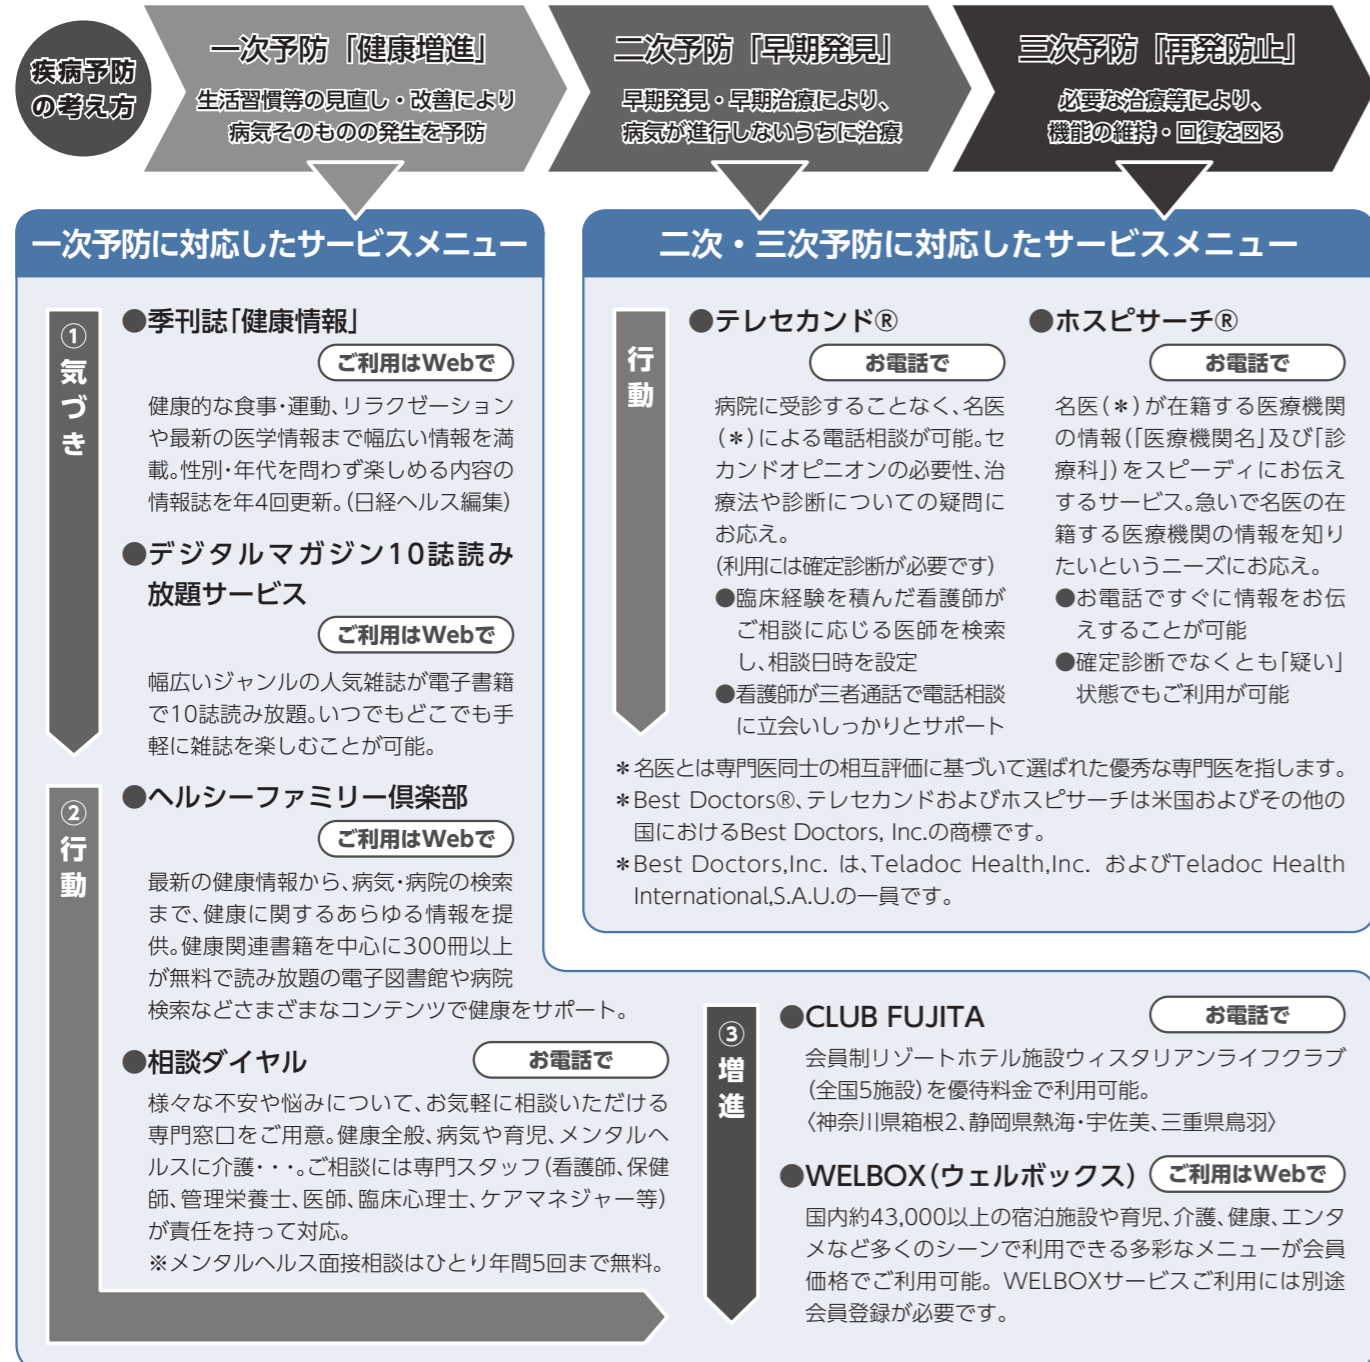 疾病予防
の考え方
一次予防「健康増進」
生活習慣等の見直し・改善により
病気そのものの発生を予防
二次予防「早期発見」
早期発見・早期治療により、
病気が進行しないうちに治療
三次予防「再発防止」
必要な治療等により、
機能の維持・回復を図る
一次予防に対応したサービスメニュー
①気づき
●季刊誌「健康情報」
ご利用はWebで
健康的な食事・運動、リラクゼーション
や最新の医学情報まで幅広い情報を満
載。性別・年代を問わず楽しめる内容の
情報誌を年4回更新。(日経ヘルス編集)
●デジタルマガジン10誌読み
放題サービス
ご利用はWebで
幅広いジャンルの人気雑誌が電子書籍
で10誌読み放題。いつでもどこでも手
軽に雑誌を楽しむことが可能。
②行動
●ヘルシーファミリー倶楽部
ご利用はWebで
最新の健康情報から、病気・病院の検索
まで、健康に関するあらゆる情報を提
供。健康関連書籍を中心に300冊以上
が無料で読み放題の電子図書館や病院
検索などさまざまなコンテンツで健康をサポート。
●相談ダイヤル
お電話で
様々な不安や悩みについて、お気軽に相談いただける
専門窓口をご用意。健康全般、病気や育児、メンタルヘ
ルスに介護・・・。ご相談には専門スタッフ(看護師、保健
師、管理栄養士、医師、臨床心理士、ケアマネジャー等)
が責任を持って対応。
※メンタルヘルス面接相談はひとり年間5回まで無料。
③増進
●CLUB FUJITA
お電話で
会員制リゾートホテル施設ウィスタリアンライフクラブ
(全国5施設)を優待料金で利用可能。
〈神奈川県箱根2、静岡県熱海・宇佐美、三重県鳥羽〉
●WELBOX(ウェルボックス)
ご利用はWebで
国内約43,000以上の宿泊施設や育児、介護、健康、エンタ
メなど多くのシーンで利用できる多彩なメニューが会員
価格でご利用可能。WELBOXサービスご利用には別途
会員登録が必要です。
二次・三次予防に対応したサービスメニュー
行動
●テレセカンド®
お電話で
病院に受診することなく、名医
(＊)による電話相談が可能。セ
カンドオピニオンの必要性、治
療法や診断についての疑問に
お応え。
(利用には確定診断が必要です)
●臨床経験を積んだ看護師が
ご相談に応じる医師を検索
し、相談日時を設定
●看護師が三者通話で電話相談
に立会いしっかりとサポート
●ホスピサーチ®
お電話で
名医(＊)が在籍する医療機関
の情報(「医療機関名」及び「診
療科」)をスピーディにお伝え
するサービス。急いで名医の在
籍する医療機関の情報を知り
たいというニーズにお応え。
●お電話ですぐに情報をお伝
えすることが可能
●確定診断でなくとも「疑い」
状態でもご利用が可能
＊名医とは専門医同士の相互評価に基づいて選ばれた優秀な専門医を指します。
＊Best Doctors®、テレセカンドおよびホスピサーチは米国およびその他の
国におけるBest Doctors, Inc.の商標です。
＊Best Doctors,Inc. は、Teladoc Health,Inc. およびTeladoc Health
International,S.A.U.の一員です。